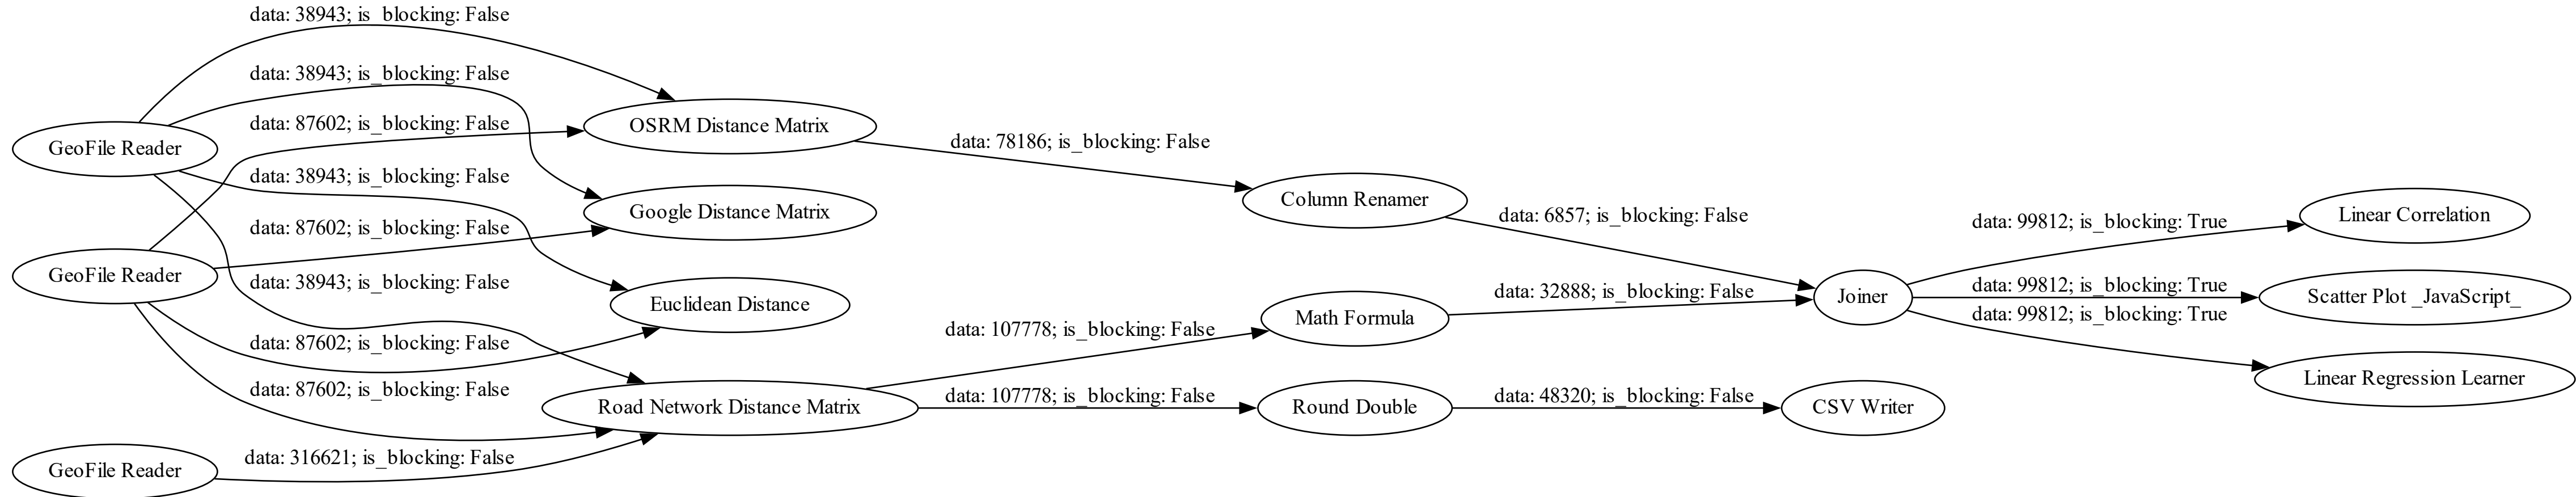 data: 38943; is_blocking: False
data: 38943; is_blocking: False
data: 87602; is_blocking: False
data: 38943; is_blocking: False
data: 87602; is_blocking: False
data: 38943; is_blocking: False
data: 87602; is_blocking: False
data: 87602; is_blocking: False
data: 316621; is_blocking: False
GeoFile Reader
GeoFile Reader
GeoFile Reader
OSRM Distance Matrix
Google Distance Matrix
Euclidean Distance
Road Network Distance Matrix
data: 78186; is_blocking: False
data: 107778; is_blocking: False
data: 107778; is_blocking: False
Column Renamer
Math Formula
Round Double
data: 6857; is_blocking: False
data: 32888; is_blocking: False
data: 48320; is_blocking: False
Joiner
CSV Writer
data: 99812; is_blocking: True
data: 99812; is_blocking: True
data: 99812; is_blocking: True
Linear Correlation
Scatter Plot _JavaScript_
Linear Regression Learner